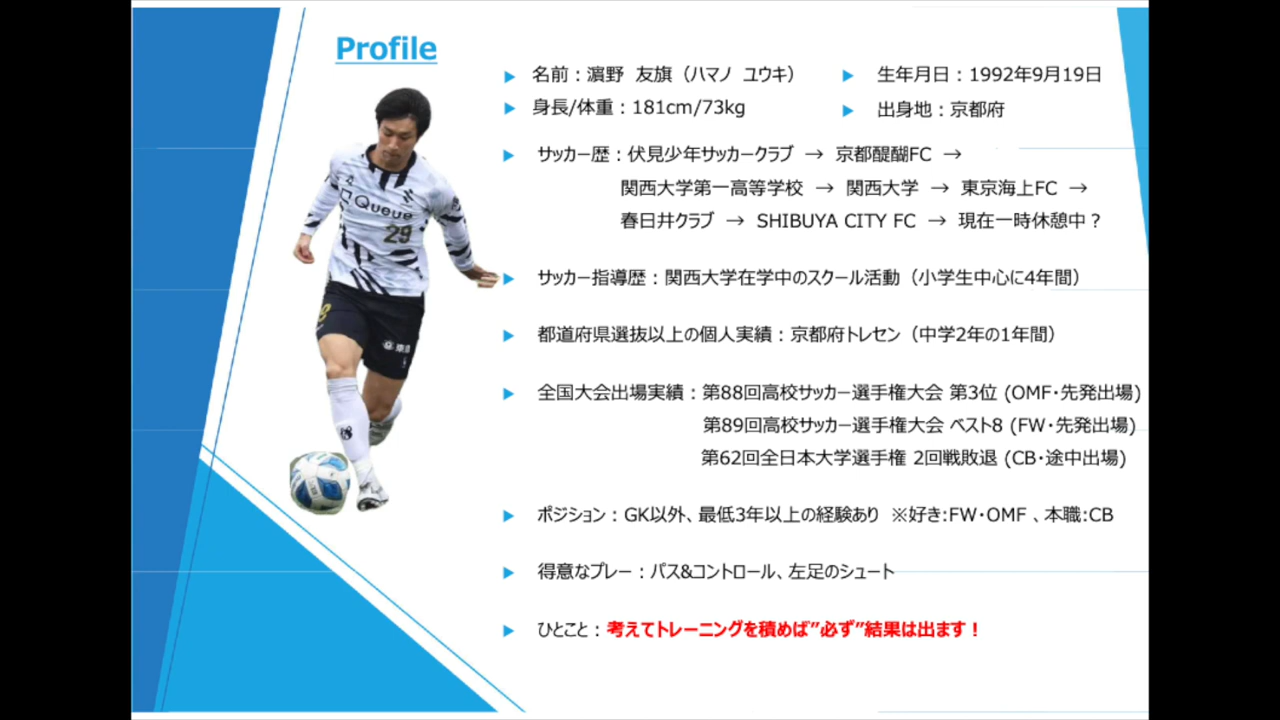 Profile
名前：濵野 友旗（ハマノ ユウキ） 生年月日：1992年9月19日
身長/体重：181cm/73kg 出身地：京都府
サッカー歴：伏見少年サッカークラブ → 京都醍醐FC →
関西大学第一高等学校 → 関西大学 → 東京海上FC →
春日井クラブ → SHIBUYA CITY FC → 現在一時休憩中？
サッカー指導歴：関西大学在学中のスクール活動（小学生中心に4年間）
都道府県選抜以上の個人実績：京都府トレセン（中学2年の1年間）
全国大会出場実績：第88回高校サッカー選手権大会 第3位 (OMF・先発出場)
第89回高校サッカー選手権大会 ベスト8 (FW・先発出場)
第62回全日本大学選手権 2回戦敗退 (CB・途中出場)
ポジション：GK以外、最低3年以上の経験あり ※好き:FW・OMF 、本職:CB
得意なプレー：パス&コントロール、左足のシュート
ひとこと：考えてトレーニングを積めば”必ず”結果は出ます！
Queue
29